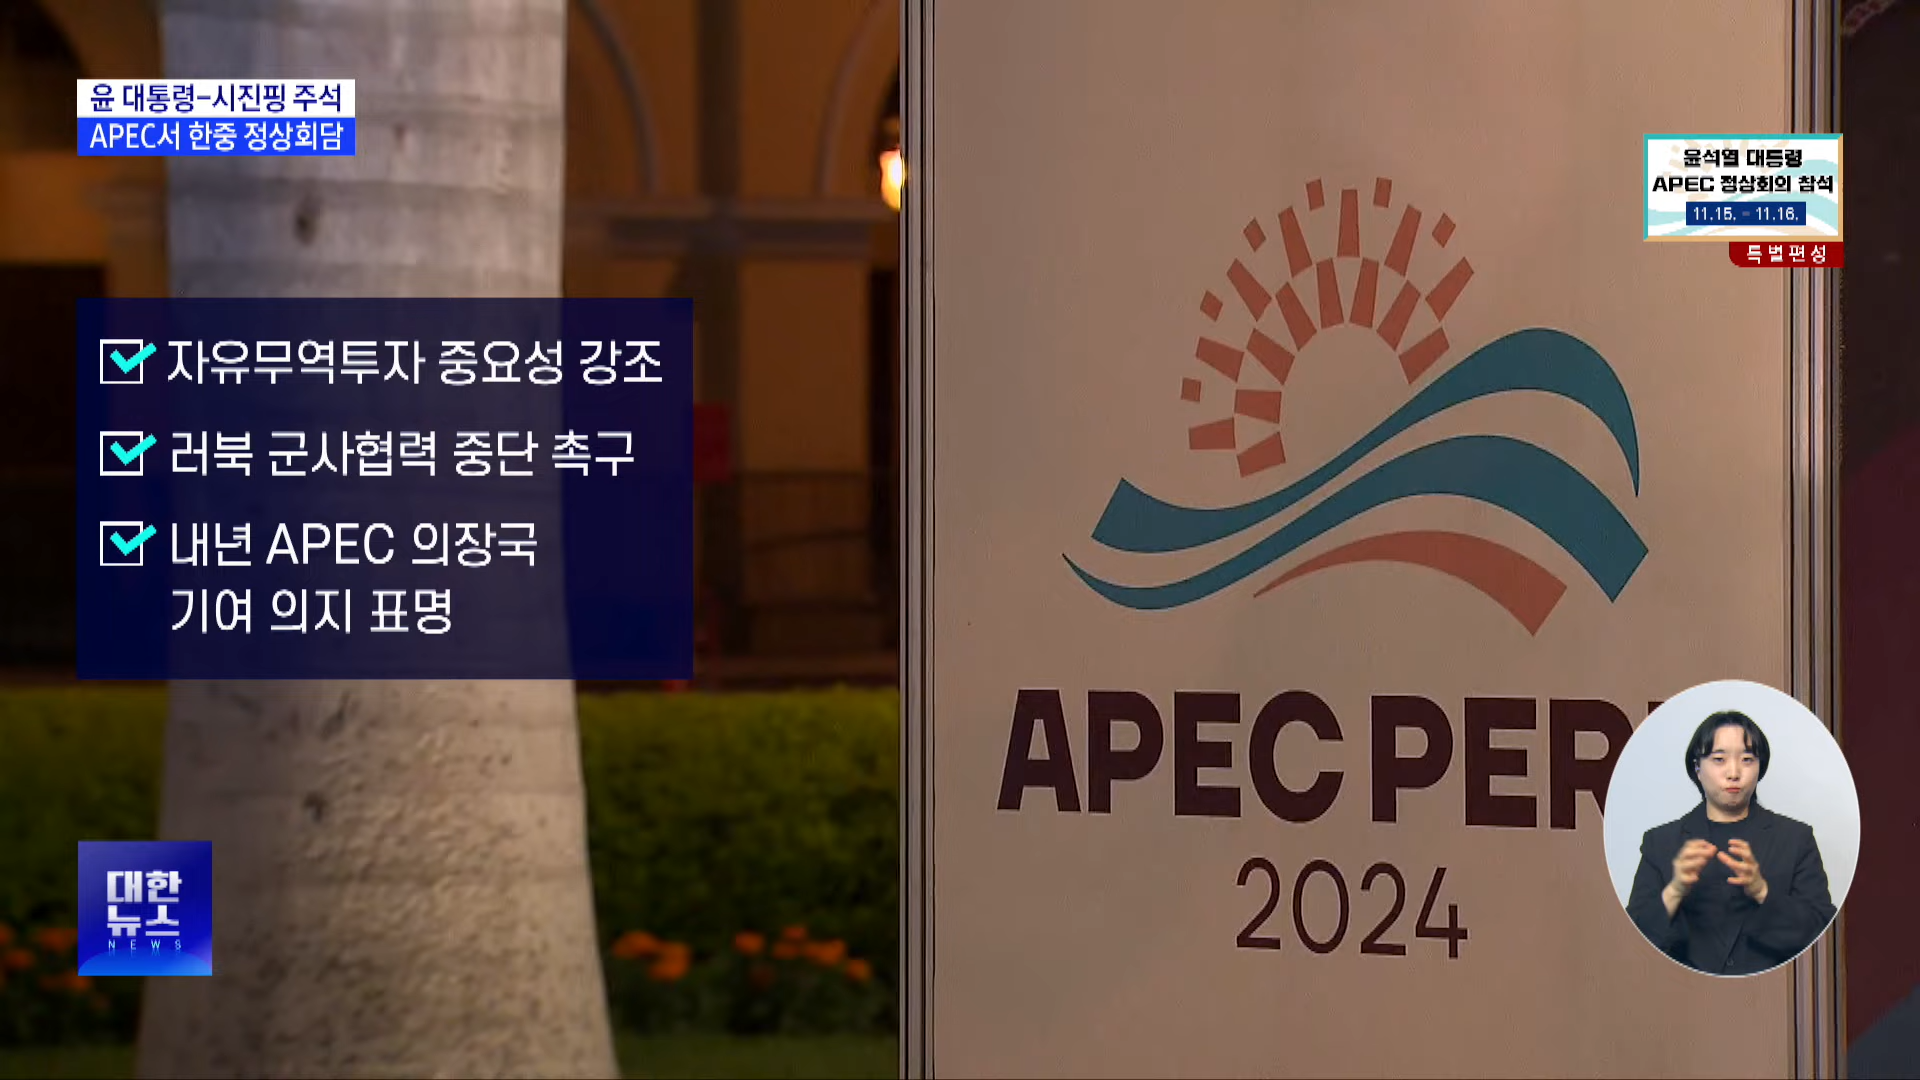 윤 대통령-시진핑 주석
APEC서 한중 정상회담
윤석열 대통령
APEC 정상회의 참석
11.15. - 11.16.
특별편성
자유무역투자 중요성 강조
러북 군사협력 중단 촉구
내년 APEC 의장국
기여 의지 표명
APEC PER
2024
대한
뉴스
NEWS